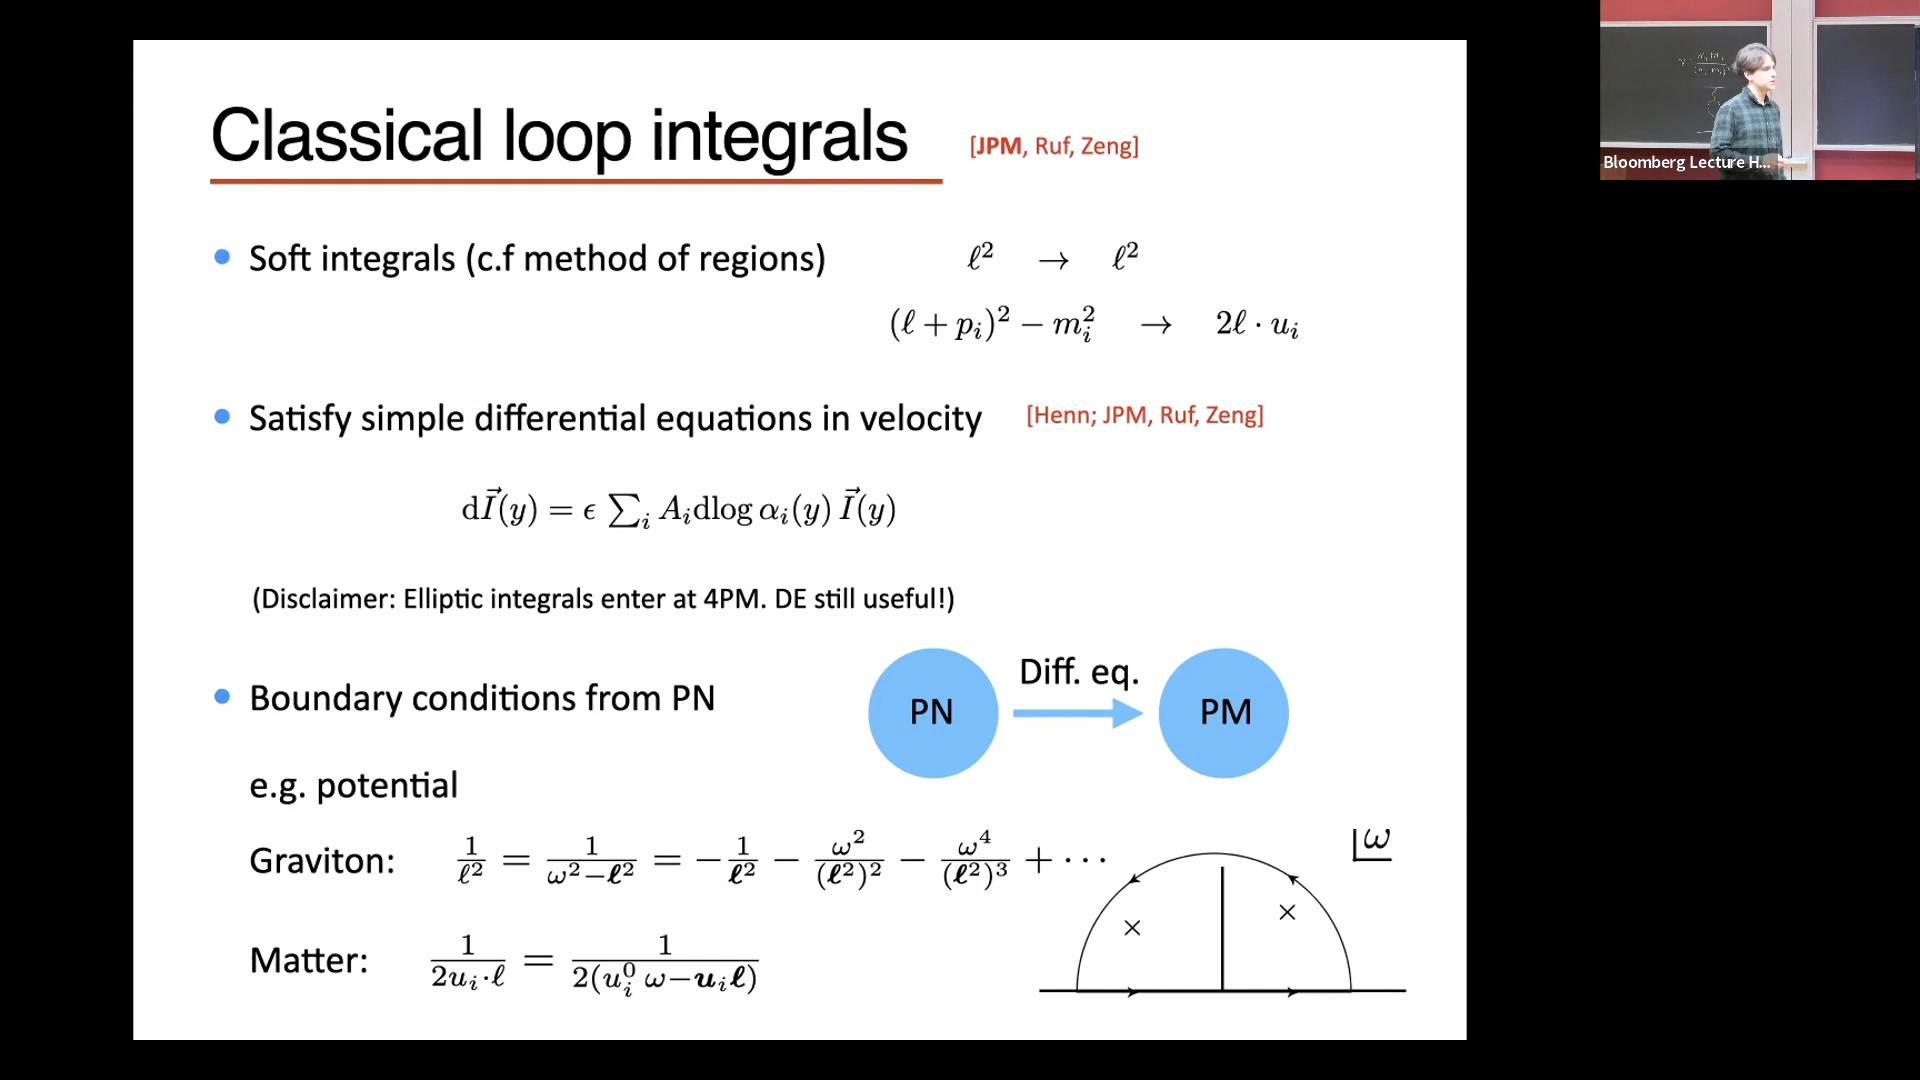 Classical loop integrals [JPM, Ruf, Zeng]
• Soft integrals (c.f method of regions) ℓ² → ℓ²
(ℓ + pᵢ)² − mᵢ² → 2ℓ · uᵢ
• Satisfy simple differential equations in velocity [Henn; JPM, Ruf, Zeng]
dI⃗(y) = ϵ ∑ᵢ Aᵢdlog αᵢ(y) I⃗(y)
(Disclaimer: Elliptic integrals enter at 4PM. DE still useful!)
• Boundary conditions from PN
PN Diff. eq. PM
e.g. potential
Graviton: 1/ℓ² = 1/(ω²−ℓ²) = − 1/ℓ² − ω²/(ℓ²)² − ω⁴/(ℓ²)³ + ⋯
ω
Matter: 1/(2uᵢ·ℓ) = 1/(2(uᵢ⁰ ω−uᵢℓ))
Bloomberg Lecture H...